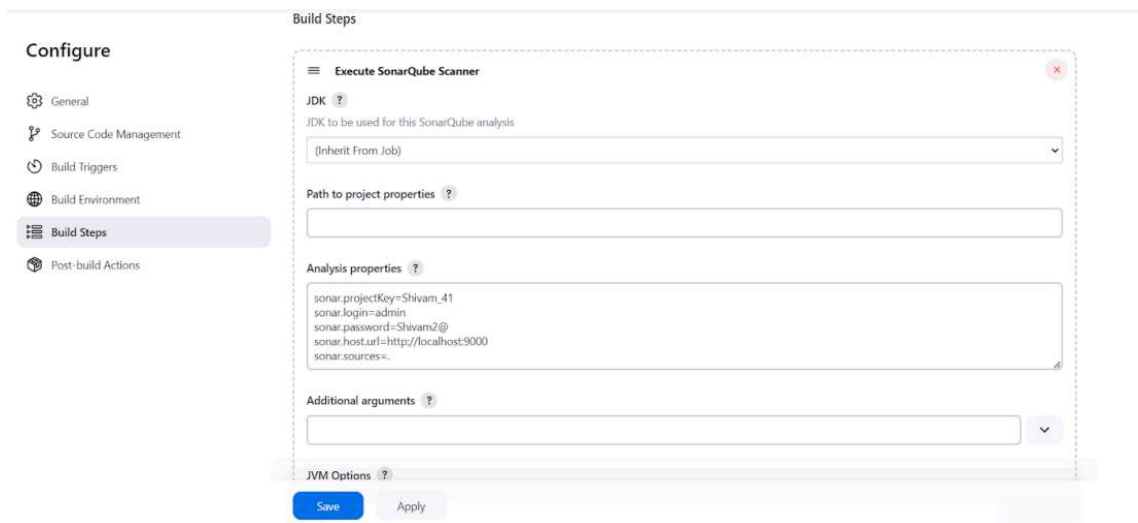 Build Steps
Configure
General
Source Code Management
Build Triggers
Build Environment
Build Steps
Post-build Actions
Execute SonarQube Scanner
JDK ?
JDK to be used for this SonarQube analysis
(Inherit From Job)
Path to project properties ?
Analysis properties ?
sonar.projectKey=Shivam_41
sonar.login=admin
sonar.password=Shivam2@
sonar.host.url=http://localhost:9000
sonar.sources=.
Additional arguments ?
JVM Options ?
Save Apply